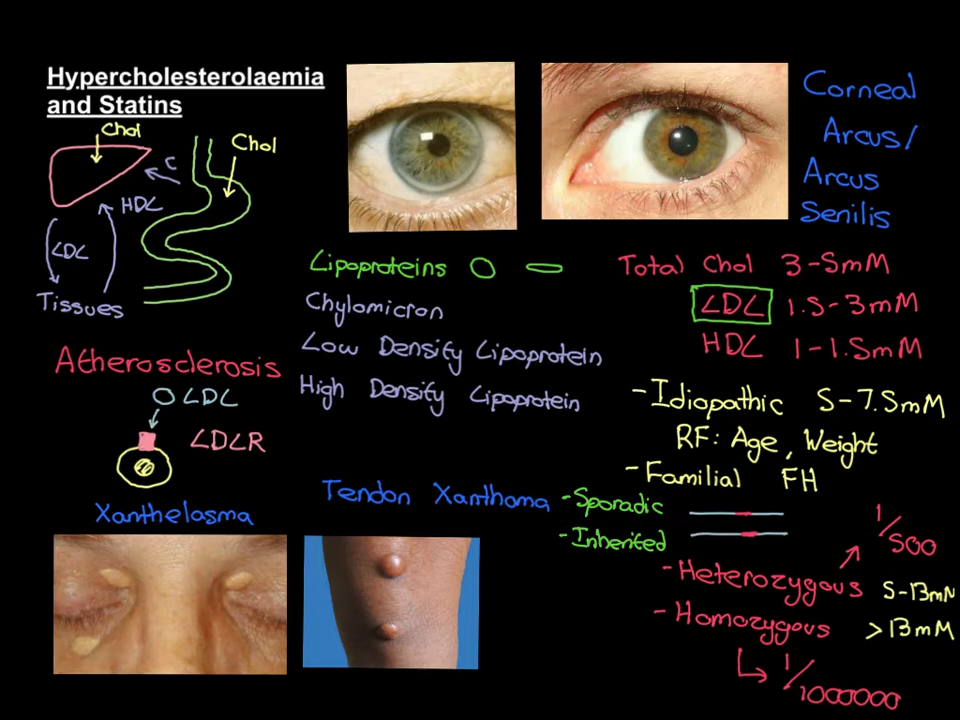 Hypercholesterolaemia
and Statins
Chol
Chol
C
HDL
LDL
Tissues
Corneal
Arcus/
Arcus
Senilis
Lipoproteins
Chylomicron
Low Density Lipoprotein
High Density Lipoprotein
Total Chol 3-5mM
LDL 1.5-3mM
HDL 1-1.5mM
Atherosclerosis
LDL
LDLR
- Idiopathic 5-7.5mM
RF: Age, Weight
- Familial FH
- Sporadic
- Inherited
1/500
- Heterozygous 5-13mM
- Homozygous >13mM
1/1000000
Xanthelasma
Tendon Xanthoma